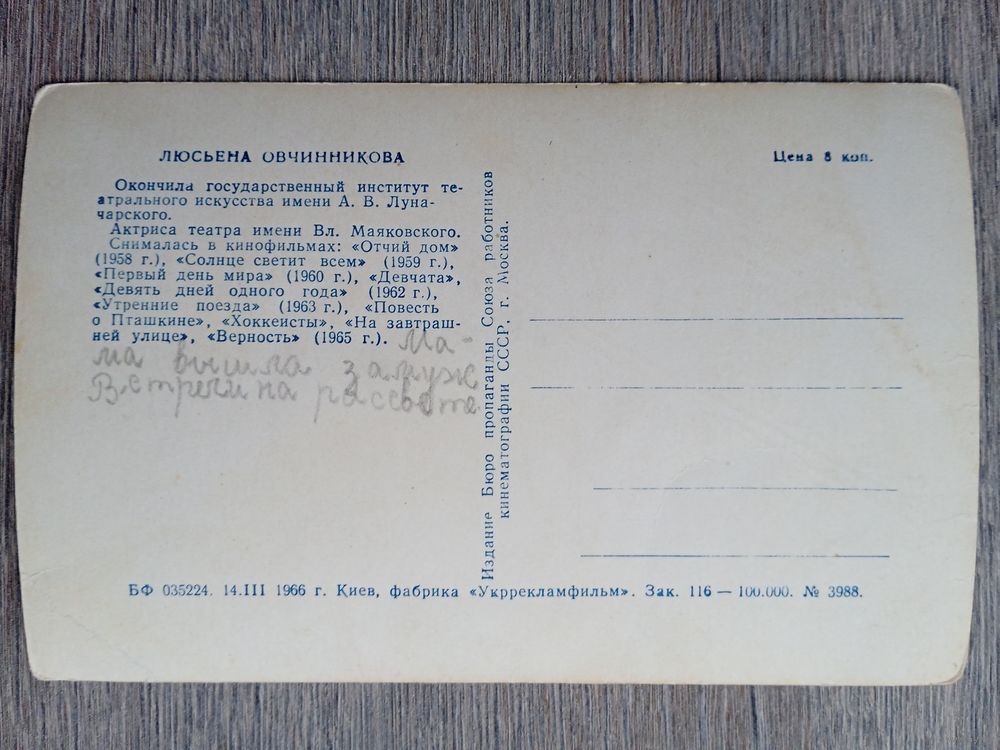 ЛЮСЬЕНА ОВЧИННИКОВА
Окончила государственный институт те-
атрального искусства имени А. В. Луна-
чарского.
Актриса театра имени Вл. Маяковского.
Снималась в кинофильмах: «Отчий дом»
(1958 г.), «Солнце светит всем» (1959 г.),
«Первый день мира» (1960 г.), «Девчата»,
«Девять дней одного года» (1962 г.),
«Утренние поезда» (1963 г.), «Повесть
о Пташкине», «Хоккеисты», «На завтраш-
ней улице», «Верность» (1965 г.). Ма-
ма вышла замуж
Встречи на рассвете
Издание Бюро пропаганды Союза работников
кинематографии СССР, г. Москва.
Цена 8 коп.
БФ 035224. 14.III 1966 г. Киев, фабрика «Укррекламфильм». Зак. 116 — 100.000. № 3988.